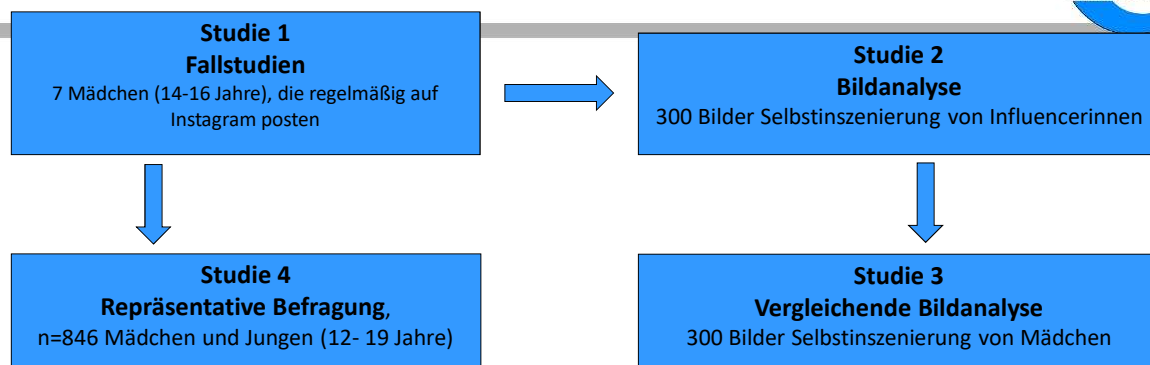 Studie 1
Fallstudien
7 Mädchen (14-16 Jahre), die regelmäßig auf
Instagram posten
Studie 2
Bildanalyse
300 Bilder Selbstinszenierung von Influencerinnen
Studie 4
Repräsentative Befragung,
n=846 Mädchen und Jungen (12- 19 Jahre)
Studie 3
Vergleichende Bildanalyse
300 Bilder Selbstinszenierung von Mädchen